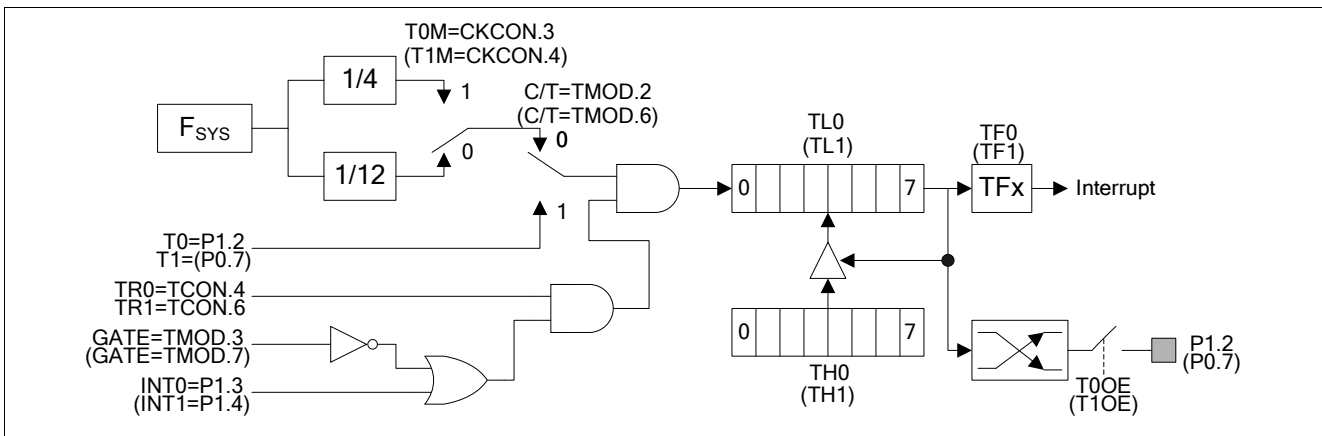 T0M=CKCON.3
(T1M=CKCON.4)
1/4
1
C/T=TMOD.2
(C/T=TMOD.6)
0
FSYS
0
1/12
1
T0=P1.2
T1=(P0.7)
TR0=TCON.4
TR1=TCON.6
GATE=TMOD.3
(GATE=TMOD.7)
INT0=P1.3
(INT1=P1.4)
TL0
(TL1)
0 7
TF0
(TF1)
TFx
Interrupt
0 7
TH0
(TH1)
P1.2
(P0.7)
T0OE
(T1OE)